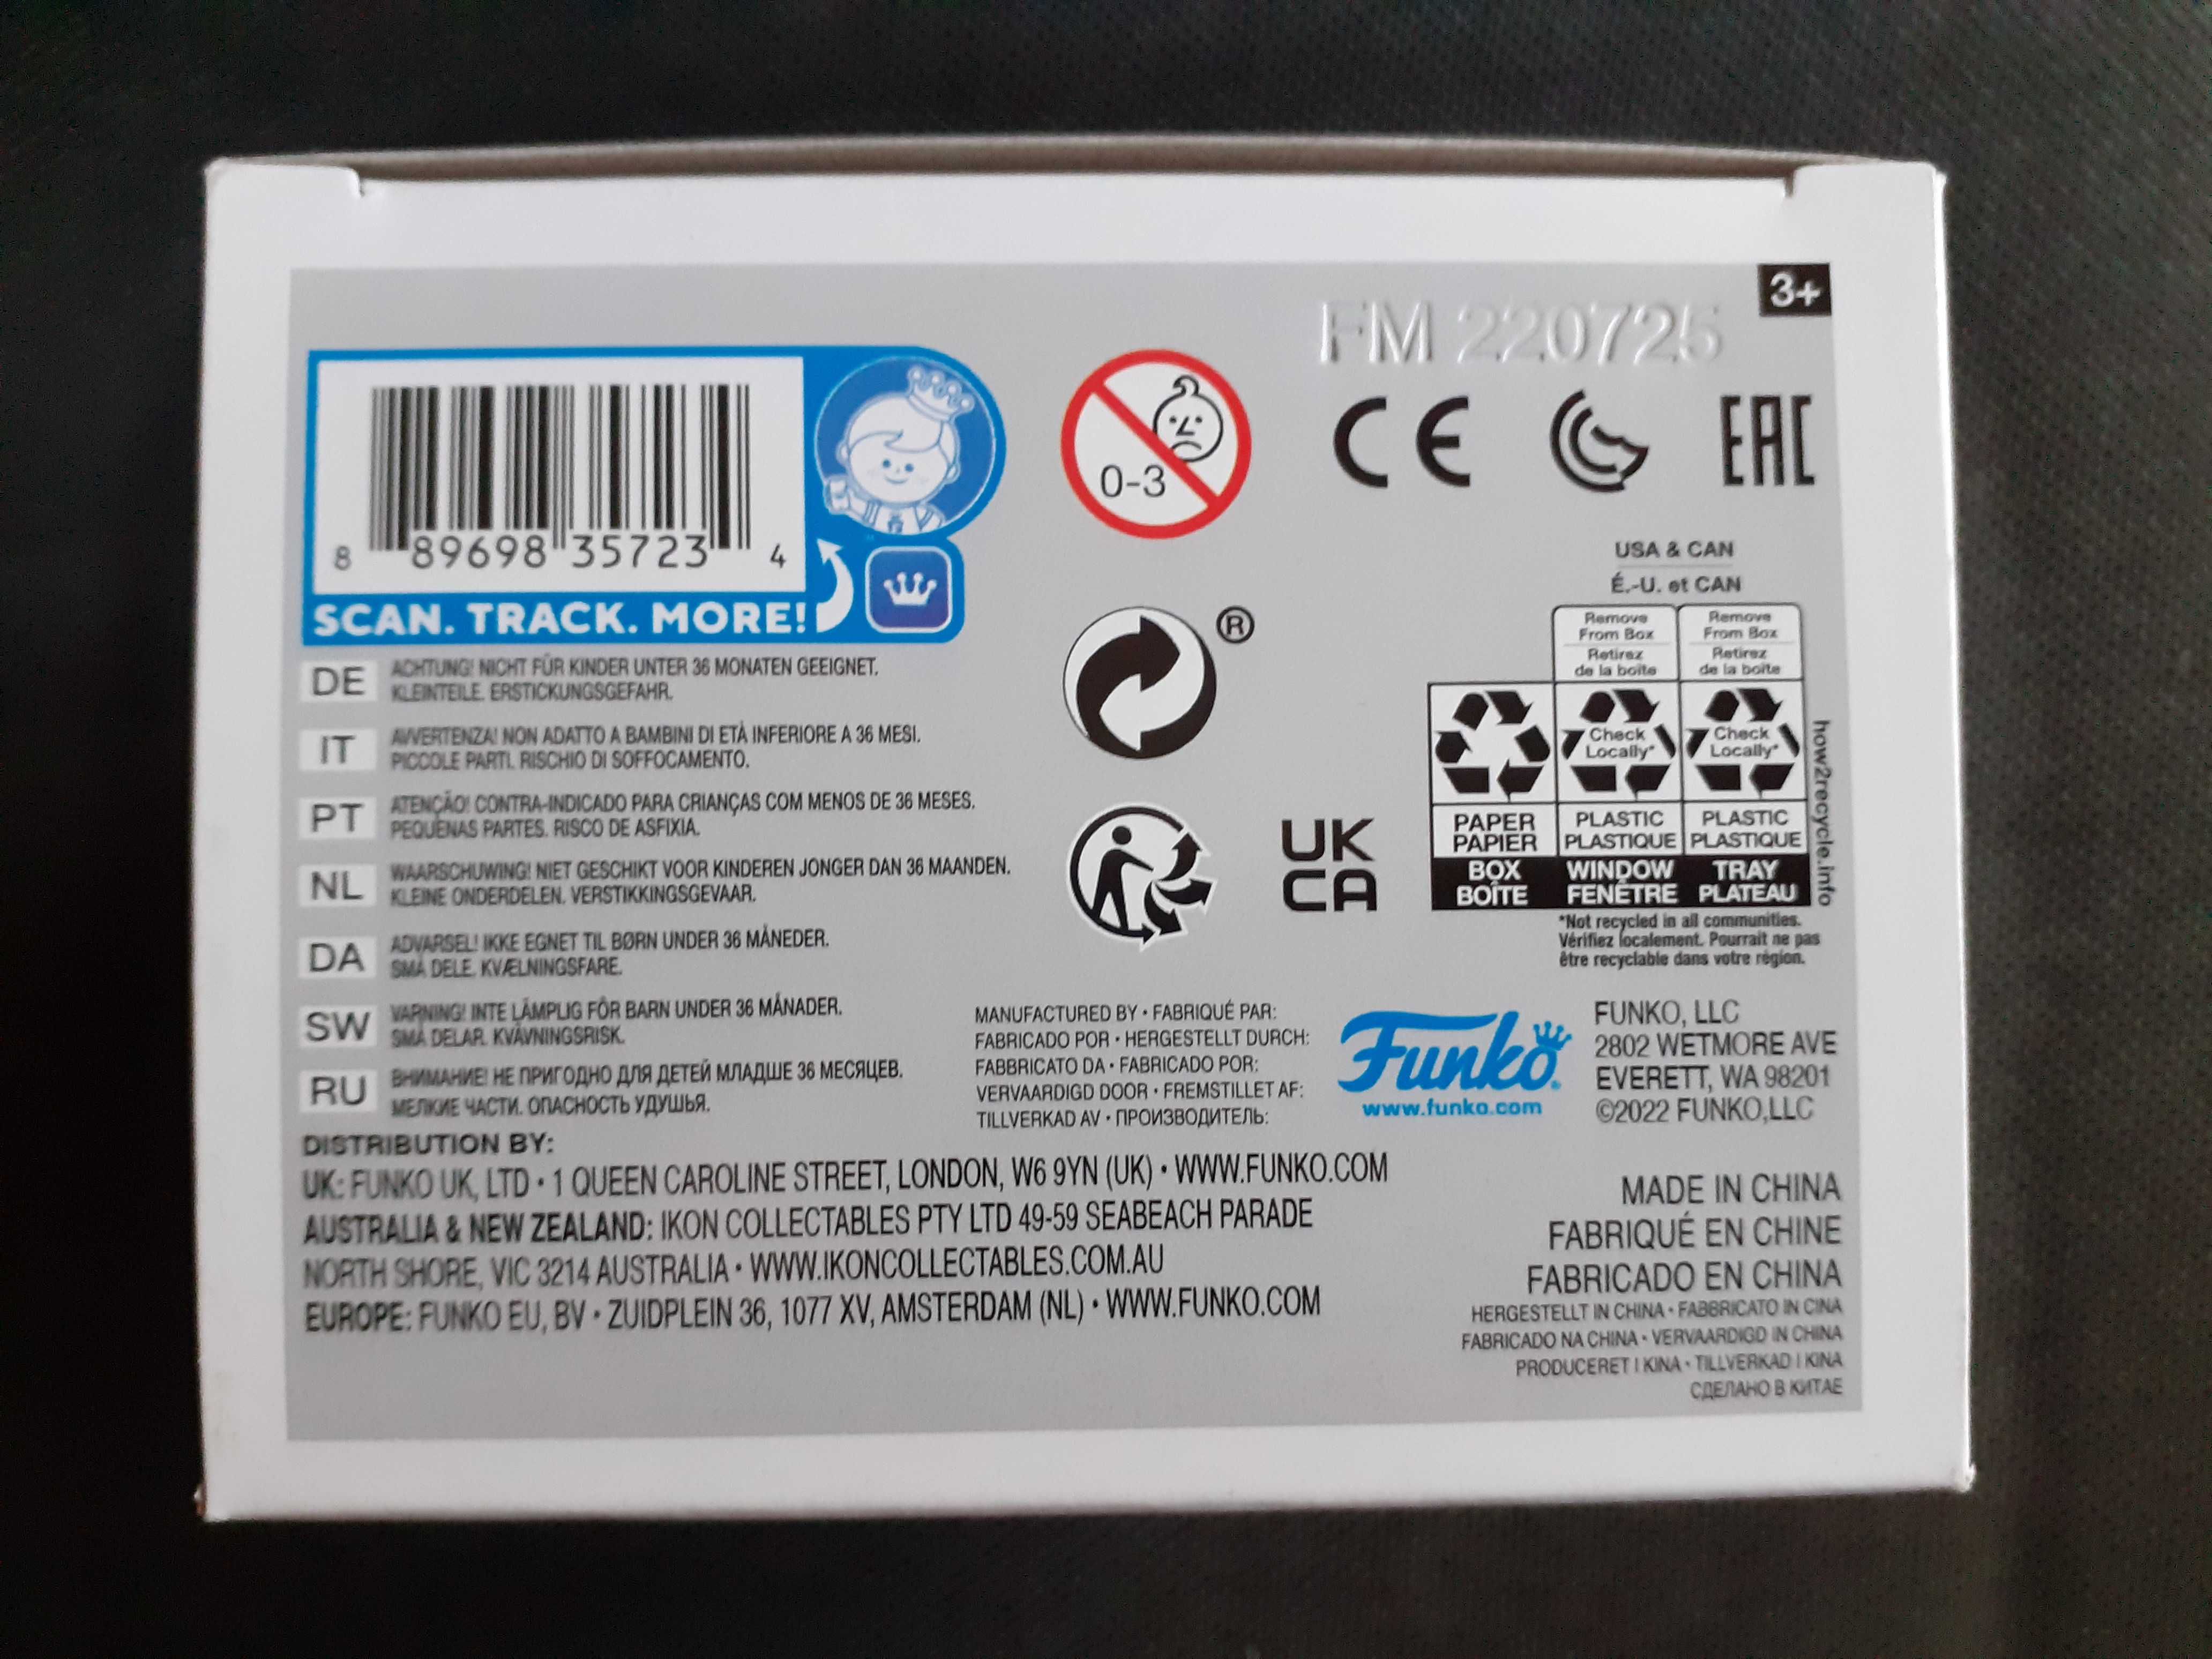 3+
FM 220725
8 89698 35723 4
SCAN. TRACK. MORE!
0-3
CE
EAC
®
UK
CA
USA & CAN
É.-U. et CAN
Remove
From Box
Retirez
de la boîte
Remove
From Box
Retirez
de la boîte
Check
Locally*
Check
Locally*
PAPER
PAPIER
PLASTIC
PLASTIQUE
PLASTIC
PLASTIQUE
BOX
BOÎTE
WINDOW
FENÊTRE
TRAY
PLATEAU
how2recycle.info
*Not recycled in all communities.
Vérifiez localement. Pourrait ne pas
être recyclable dans votre région.
DE ACHTUNG! NICHT FÜR KINDER UNTER 36 MONATEN GEEIGNET.
KLEINTEILE. ERSTICKUNGSGEFAHR.
IT AVVERTENZA! NON ADATTO A BAMBINI DI ETÀ INFERIORE A 36 MESI.
PICCOLE PARTI. RISCHIO DI SOFFOCAMENTO.
PT ATENÇÃO! CONTRA-INDICADO PARA CRIANÇAS COM MENOS DE 36 MESES.
PEQUENAS PARTES. RISCO DE ASFIXIA.
NL WAARSCHUWING! NIET GESCHIKT VOOR KINDEREN JONGER DAN 36 MAANDEN.
KLEINE ONDERDELEN. VERSTIKKINGSGEVAAR.
DA ADVARSEL! IKKE EGNET TIL BØRN UNDER 36 MÅNEDER.
SMÅ DELE. KVÆLNINGSFARE.
SW VARNING! INTE LÄMPLIG FÖR BARN UNDER 36 MÅNADER.
SMÅ DELAR. KVÄVNINGSRISK.
RU ВНИМАНИЕ! НЕ ПРИГОДНО ДЛЯ ДЕТЕЙ МЛАДШЕ 36 МЕСЯЦЕВ.
МЕЛКИЕ ЧАСТИ. ОПАСНОСТЬ УДУШЬЯ.
MANUFACTURED BY • FABRIQUÉ PAR:
FABRICADO POR • HERGESTELLT DURCH:
FABBRICATO DA • FABRICADO POR:
VERVAARDIGD DOOR • FREMSTILLET AF:
TILLVERKAD AV • ПРОИЗВОДИТЕЛЬ:
Funko
www.funko.com
FUNKO, LLC
2802 WETMORE AVE
EVERETT, WA 98201
©2022 FUNKO,LLC
DISTRIBUTION BY:
UK: FUNKO UK, LTD • 1 QUEEN CAROLINE STREET, LONDON, W6 9YN (UK) • WWW.FUNKO.COM
AUSTRALIA & NEW ZEALAND: IKON COLLECTABLES PTY LTD 49-59 SEABEACH PARADE
NORTH SHORE, VIC 3214 AUSTRALIA • WWW.IKONCOLLECTABLES.COM.AU
EUROPE: FUNKO EU, BV • ZUIDPLEIN 36, 1077 XV, AMSTERDAM (NL) • WWW.FUNKO.COM
MADE IN CHINA
FABRIQUÉ EN CHINE
FABRICADO EN CHINA
HERGESTELLT IN CHINA • FABBRICATO IN CINA
FABRICADO NA CHINA • VERVAARDIGD IN CHINA
PRODUCERET I KINA • TILLVERKAD I KINA
СДЕЛАНО В КИТАЕ